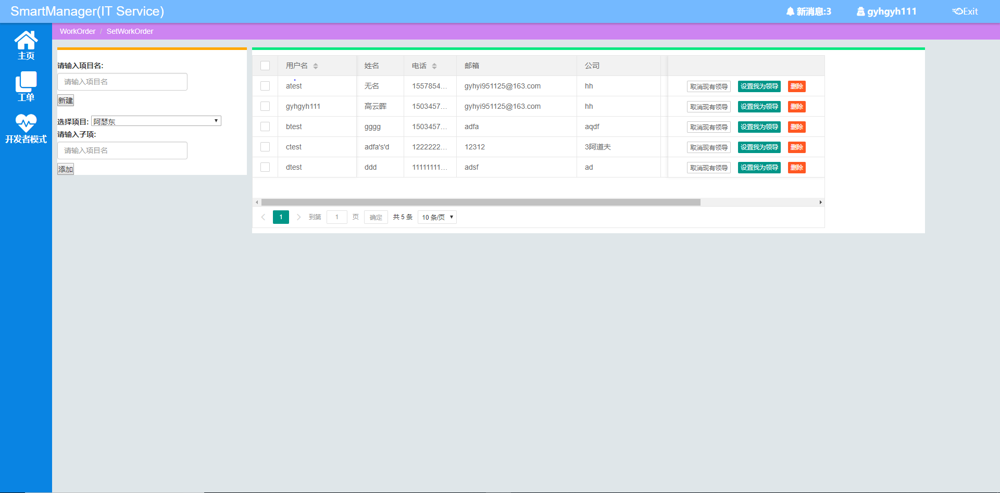 SmartManager(IT Service)
新消息:3
gyhgyh111
Exit
WorkOrder / SetWorkOrder
主页
工单
开发者模式
请输入项目名:
请输入项目名
新建
选择项目: 阿瑟东
请输入子项:
请输入项目名
添加
用户名 姓名 电话 邮箱 公司
atest 无名 1557854... gyhyi951125@163.com hh 取消现有领导 设置我为领导 删除
gyhgyh111 高云晖 1503457... gyhyi951125@163.com hh 取消现有领导 设置我为领导 删除
btest gggg 1503457... adfa aqdf 取消现有领导 设置我为领导 删除
ctest adfa's'd 1222222... 12312 3阿道夫 取消现有领导 设置我为领导 删除
dtest ddd 11111111... adsf ad 取消现有领导 设置我为领导 删除
1 到第 1 页 确定 共 5 条 10 条/页